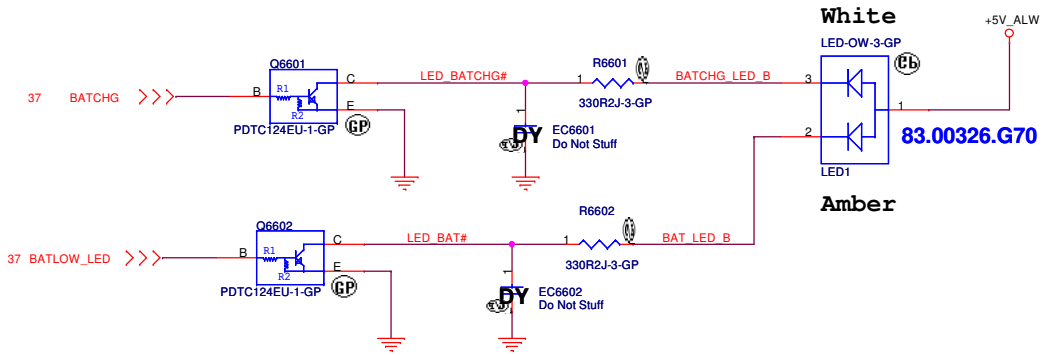 White
+5V_ALW
LED-OW-3-GP
Cb
Q6601
R6601
C
LED_BATCHG#
1
BATCHG_LED_B
3
37 BATCHG
B
R1
R2
E
GP
330R2J-3-GP
1
PDTC124EU-1-GP
1
EC6601
DY
Do Not Stuff
2
83.00326.G70
LED1
Amber
Q6602
R6602
C
LED_BAT#
1
BAT_LED_B
37 BATLOW_LED
B
R1
R2
E
GP
330R2J-3-GP
PDTC124EU-1-GP
1
EC6602
DY
Do Not Stuff